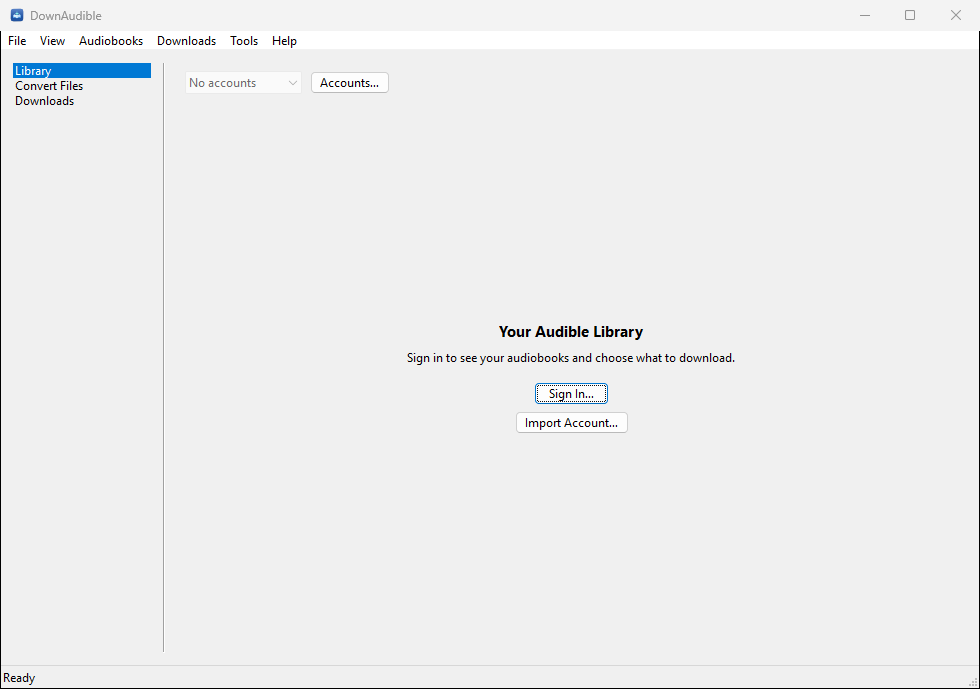 DownAudible
File View Audiobooks Downloads Tools Help
Library
Convert Files
Downloads
No accounts Accounts...
Your Audible Library
Sign in to see your audiobooks and choose what to download.
Sign In...
Import Account...
Ready